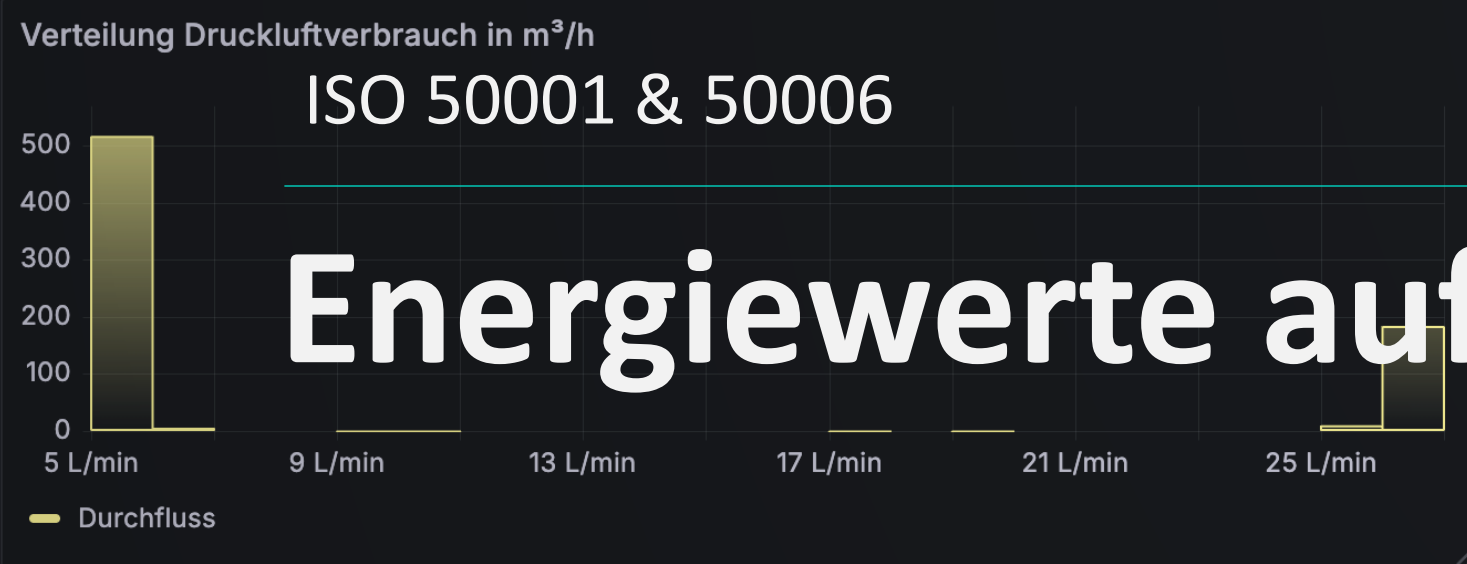 Verteilung Druckluftverbrauch in m³/h
ISO 50001 & 50006
500
400
300
Energiewerte auf
200
100
0
5 L/min 9 L/min 13 L/min 17 L/min 21 L/min 25 L/min
Durchfluss